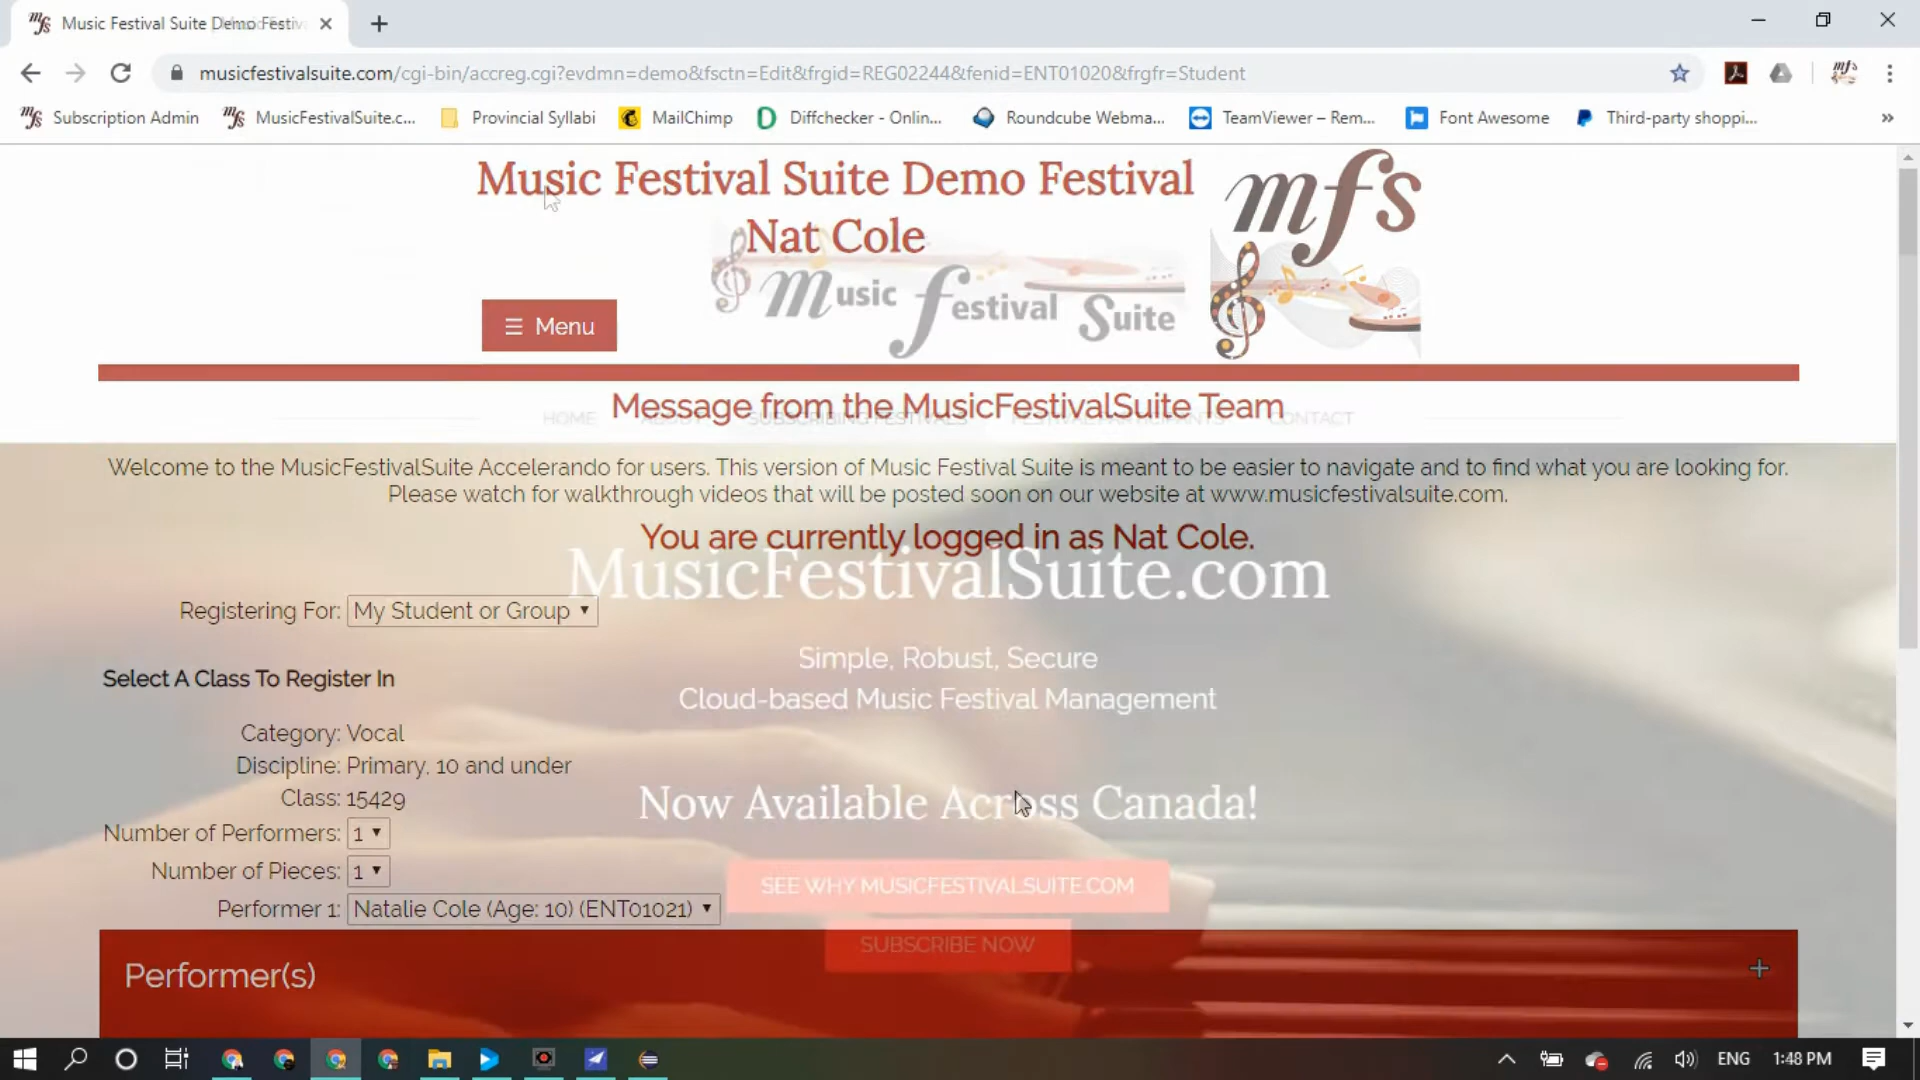 Music Festival Suite Demo Festiv
musicfestivalsuite.com/cgi-bin/accreg.cgi?evdmn=demo&fsctn=Edit&frgid=REG02244&fenid=ENT01020&frgfr=Student
Subscription Admin MusicFestivalSuite.c... Provincial Syllabi MailChimp Diffchecker - Onlin... Roundcube Webma... TeamViewer – Rem... Font Awesome Third-party shoppi... »
Music Festival Suite Demo Festival
Nat Cole
mfs
Music Festival Suite
☰ Menu
Message from the MusicFestivalSuite Team
HOME ABOUT SUBSCRIBING FESTIVALS FESTIVAL PARTICIPANTS CONTACT
Welcome to the MusicFestivalSuite Accelerando for users. This version of Music Festival Suite is meant to be easier to navigate and to find what you are looking for.
Please watch for walkthrough videos that will be posted soon on our website at www.musicfestivalsuite.com.
You are currently logged in as Nat Cole.
MusicFestivalSuite.com
Registering For: My Student or Group
Simple, Robust, Secure
Select A Class To Register In
Cloud-based Music Festival Management
Category: Vocal
Discipline: Primary, 10 and under
Class: 15429
Now Available Across Canada!
Number of Performers: 1
Number of Pieces: 1
SEE WHY MUSICFESTIVALSUITE.COM
Performer 1: Natalie Cole (Age: 10) (ENT01021)
SUBSCRIBE NOW
Performer(s) +
ENG 1:48 PM